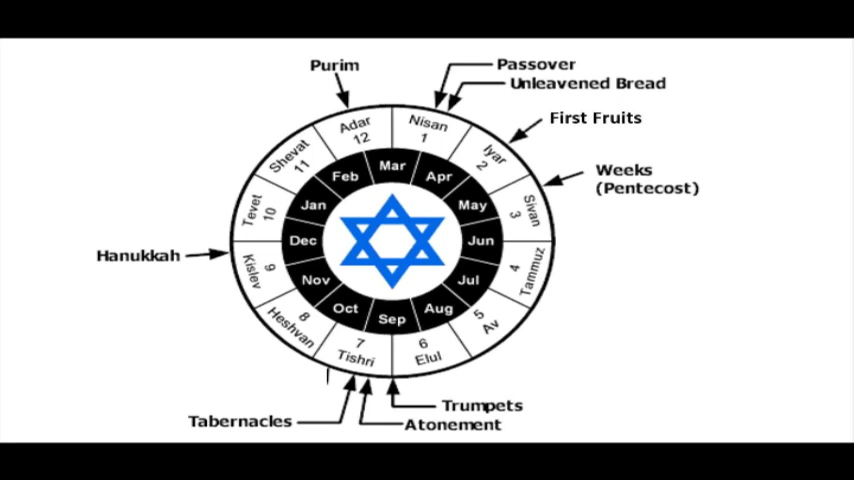 Purim
Passover
Unleavened Bread
First Fruits
Weeks
(Pentecost)
Hanukkah
Tabernacles
Trumpets
Atonement
Nisan
1
Iyar
2
Sivan
3
Tammuz
4
Av
5
Elul
6
Tishri
7
Heshvan
8
Kislev
9
Tevet
10
Shevat
11
Adar
12
Mar
Apr
May
Jun
Jul
Aug
Sep
Oct
Nov
Dec
Jan
Feb